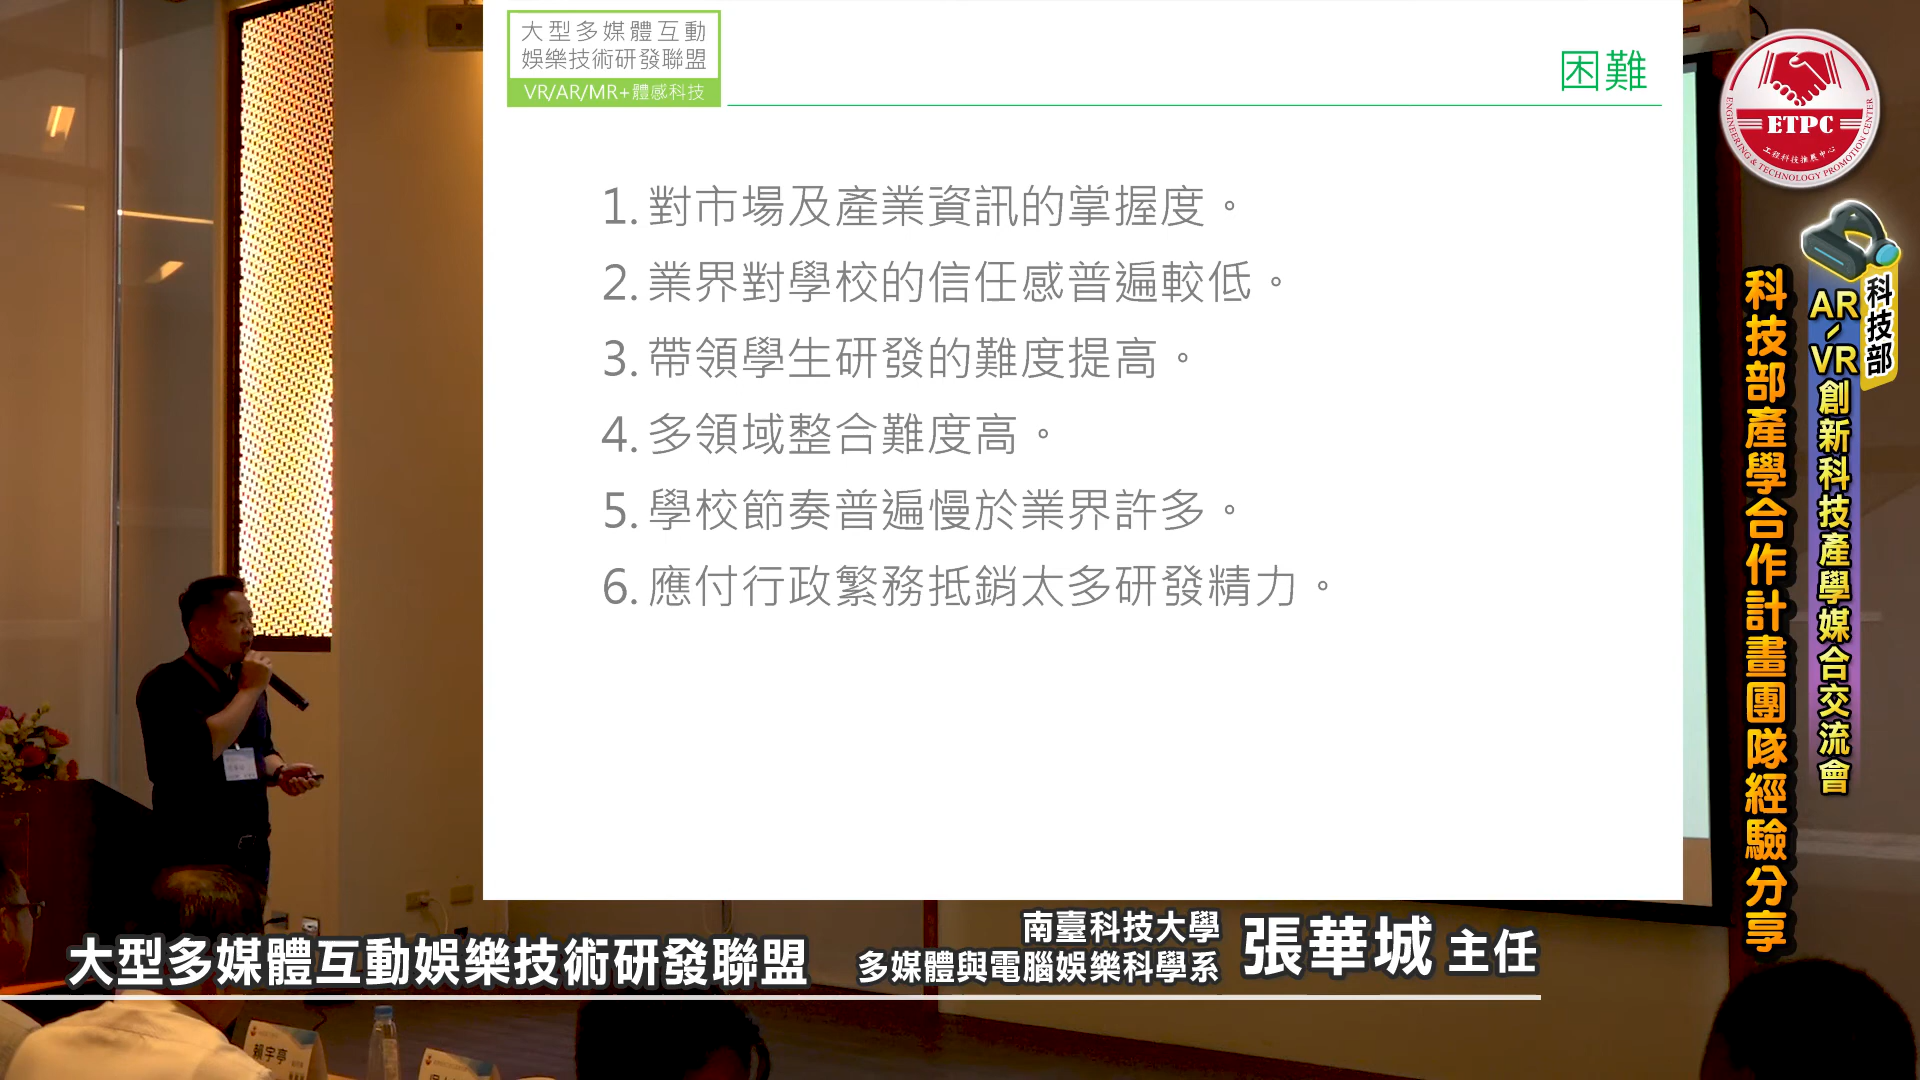 大型多媒體互動
娛樂技術研發聯盟
VR/AR/MR+體感科技
困難
1. 對市場及產業資訊的掌握度。
2. 業界對學校的信任感普遍較低。
3. 帶領學生研發的難度提高。
4. 多領域整合難度高。
5. 學校節奏普遍慢於業界許多。
6. 應付行政繁務抵銷太多研發精力。
ETPC
工程科技推展中心
ENGINEERING & TECHNOLOGY PROMOTION CENTER
科技部
AR、VR創新科技產學媒合交流會
科技部產學合作計畫團隊經驗分享
大型多媒體互動娛樂技術研發聯盟
南臺科技大學
多媒體與電腦娛樂科學系
張華城 主任
賴宇亭